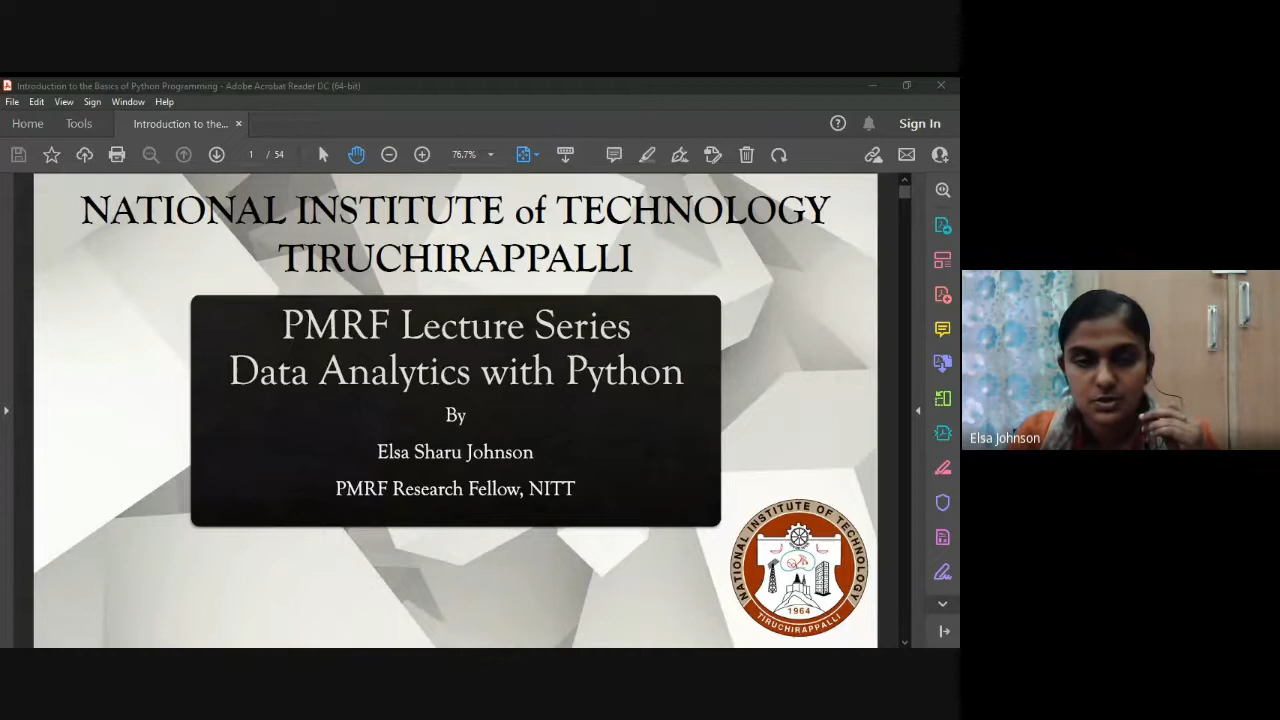 Introduction to the Basics of Python Programming - Adobe Acrobat Reader DC (64-bit)
File Edit View Sign Window Help
Home Tools Introduction to the... × Sign In
1 / 54 76.7%
NATIONAL INSTITUTE of TECHNOLOGY
TIRUCHIRAPPALLI
PMRF Lecture Series
Data Analytics with Python
By
Elsa Sharu Johnson
PMRF Research Fellow, NITT
NATIONAL INSTITUTE OF TECHNOLOGY
1964
TIRUCHIRAPPALLI
Elsa Johnson